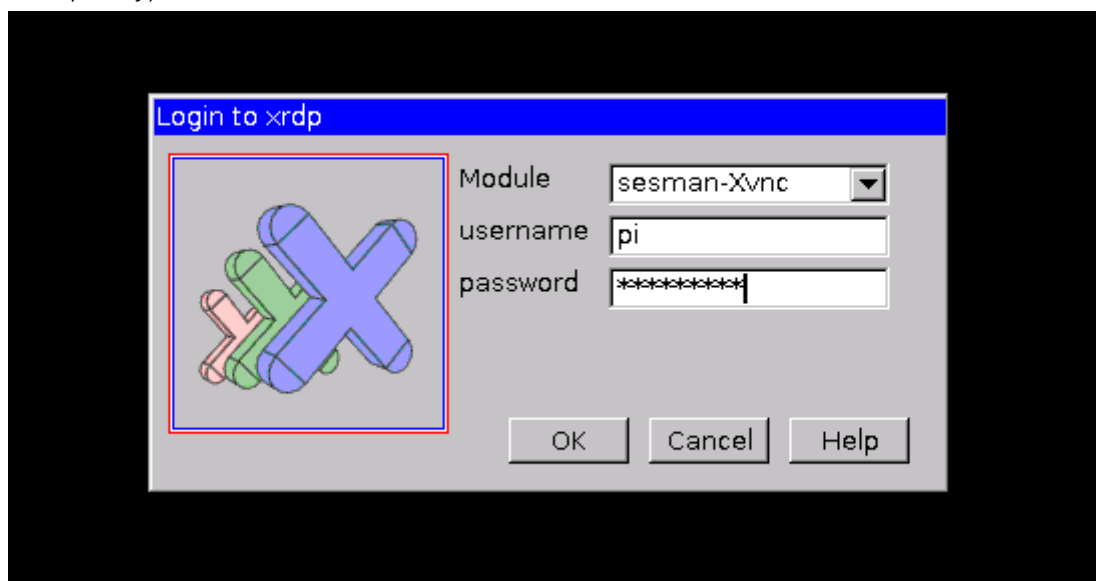 Login to xrdp
Module
sesman-Xvnc
username
pi
password
*********
OK
Cancel
Help